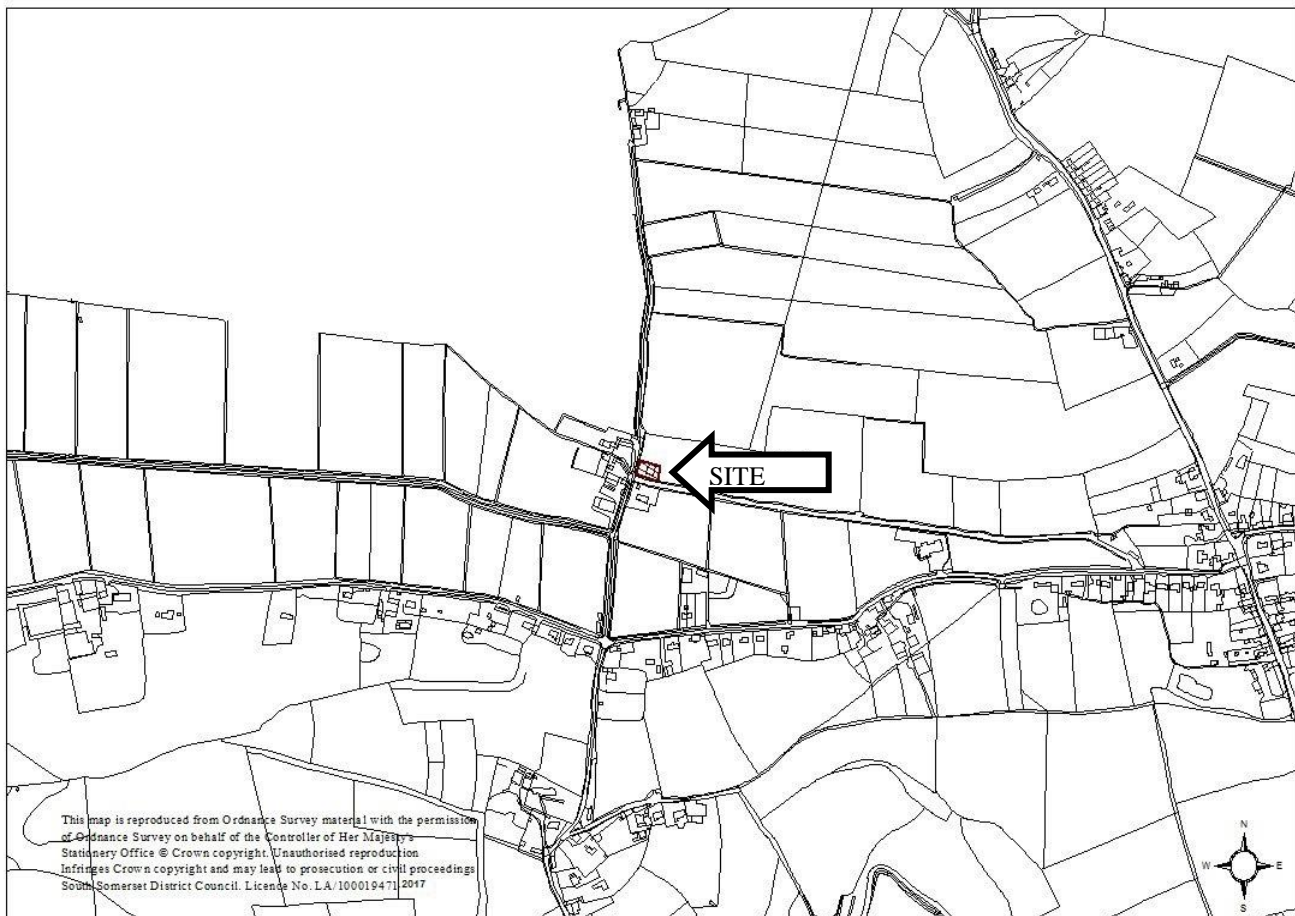 SITE
This map is reproduced from Ordnance Survey material with the permission
of Ordnance Survey on behalf of the Controller of Her Majesty's
Stationery Office © Crown copyright. Unauthorised reproduction
Infringes Crown copyright and may lead to prosecution or civil proceedings
South Somerset District Council. Licence No. LA/100019471-2017
N
W E
S